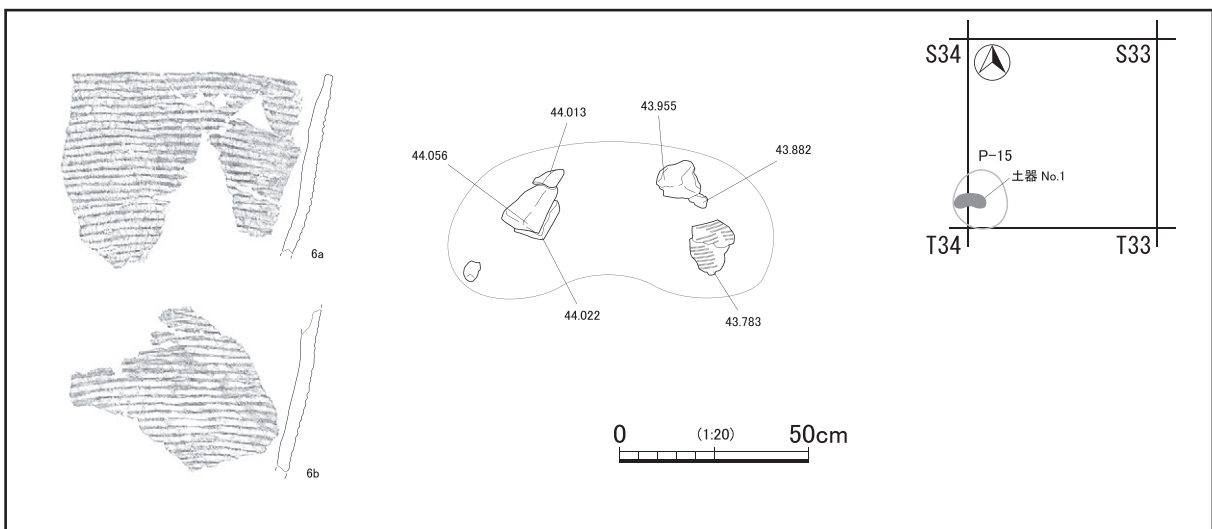 6a
6b
44.013
44.056
44.022
43.955
43.882
43.783
0 (1:20) 50cm
S34 S33
P-15
土器 No.1
T34 T33